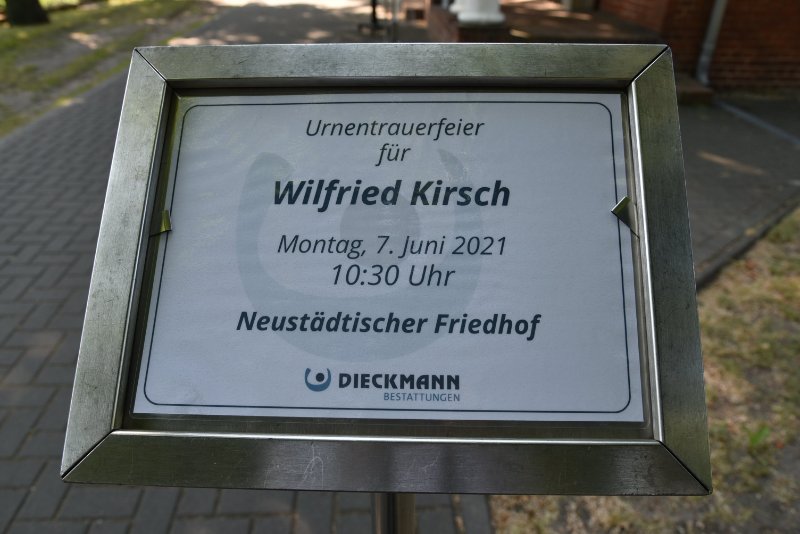 Urnentrauerfeier
für
Wilfried Kirsch
Montag, 7. Juni 2021
10:30 Uhr
Neustädtischer Friedhof
DIECKMANN
BESTATTUNGEN